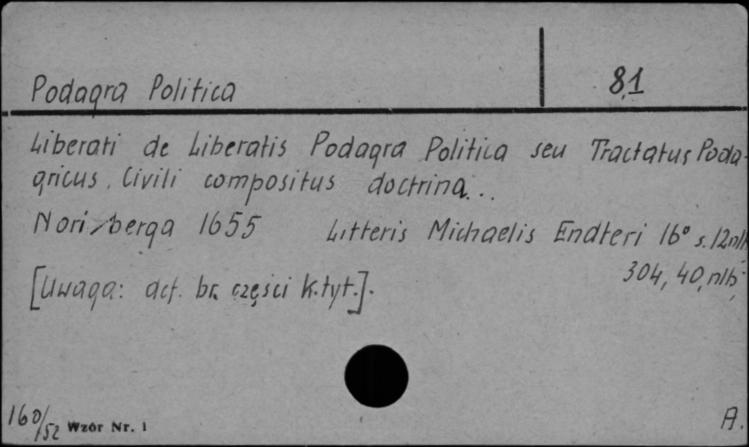 Podagra Politica 81
Liberati de Liberatis Podagra Politica seu Tractatus Poda-
gricus, Civili compositus doctrina...
Norizberga 1655 Litteris Michaelis Endteri 16° s. 12nlb
304, 40, nlb
[Uwaga: def. br. części k.tyt.].
160/52 Wzór Nr. 1 A.